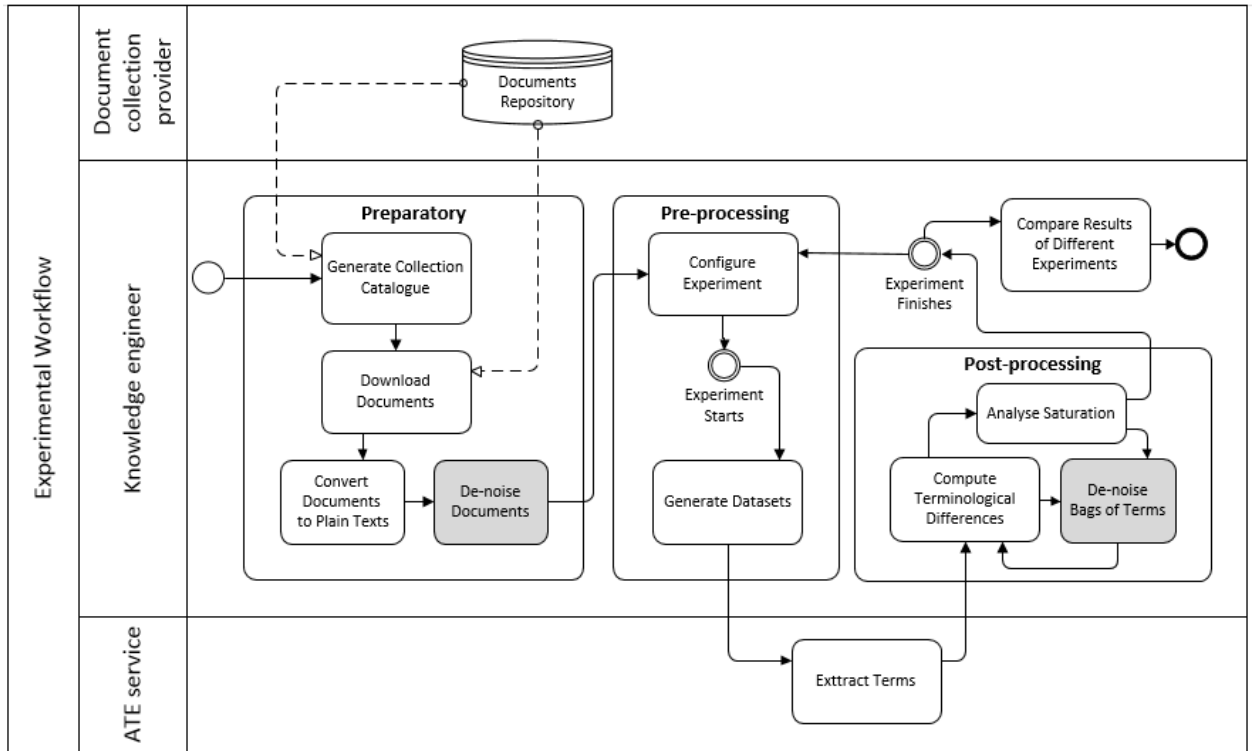 Experimental Workflow
Document
collection
provider
Documents
Repository
Knowledge engineer
Preparatory
Generate Collection
Catalogue
Download
Documents
Convert
Documents
to Plain Texts
De-noise
Documents
Pre-processing
Configure
Experiment
Experiment
Starts
Generate Datasets
Experiment
Finishes
Compare Results
of Different
Experiments
Post-processing
Analyse Saturation
Compute
Terminological
Differences
De-noise
Bags of Terms
ATE service
Exttract Terms